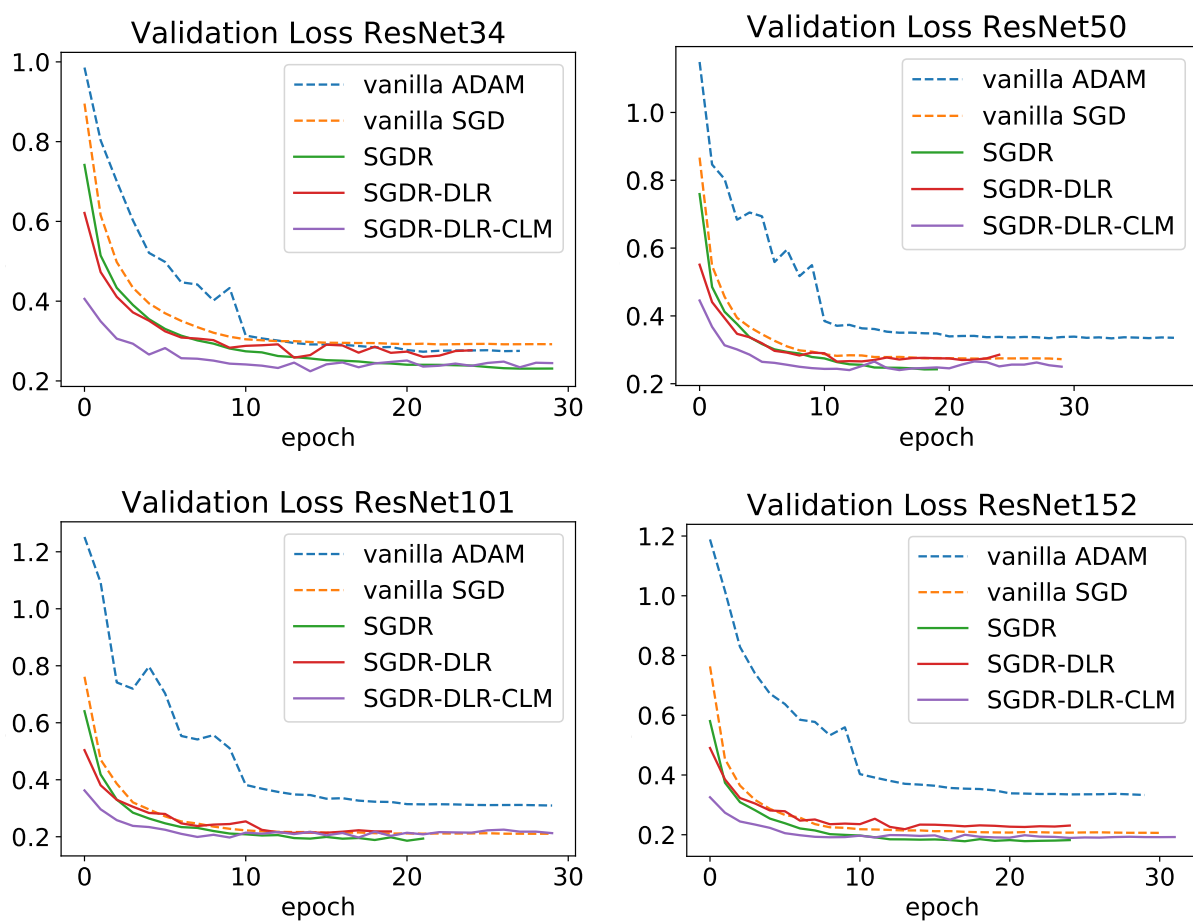 Validation Loss ResNet34
1.0
0.8
0.6
0.4
0.2
0
10
20
30
epoch
vanilla ADAM
vanilla SGD
SGDR
SGDR-DLR
SGDR-DLR-CLM
Validation Loss ResNet50
1.0
0.8
0.6
0.4
0.2
0
10
20
30
epoch
vanilla ADAM
vanilla SGD
SGDR
SGDR-DLR
SGDR-DLR-CLM
Validation Loss ResNet101
1.2
1.0
0.8
0.6
0.4
0.2
0
10
20
30
epoch
vanilla ADAM
vanilla SGD
SGDR
SGDR-DLR
SGDR-DLR-CLM
Validation Loss ResNet152
1.2
1.0
0.8
0.6
0.4
0.2
0
10
20
30
epoch
vanilla ADAM
vanilla SGD
SGDR
SGDR-DLR
SGDR-DLR-CLM